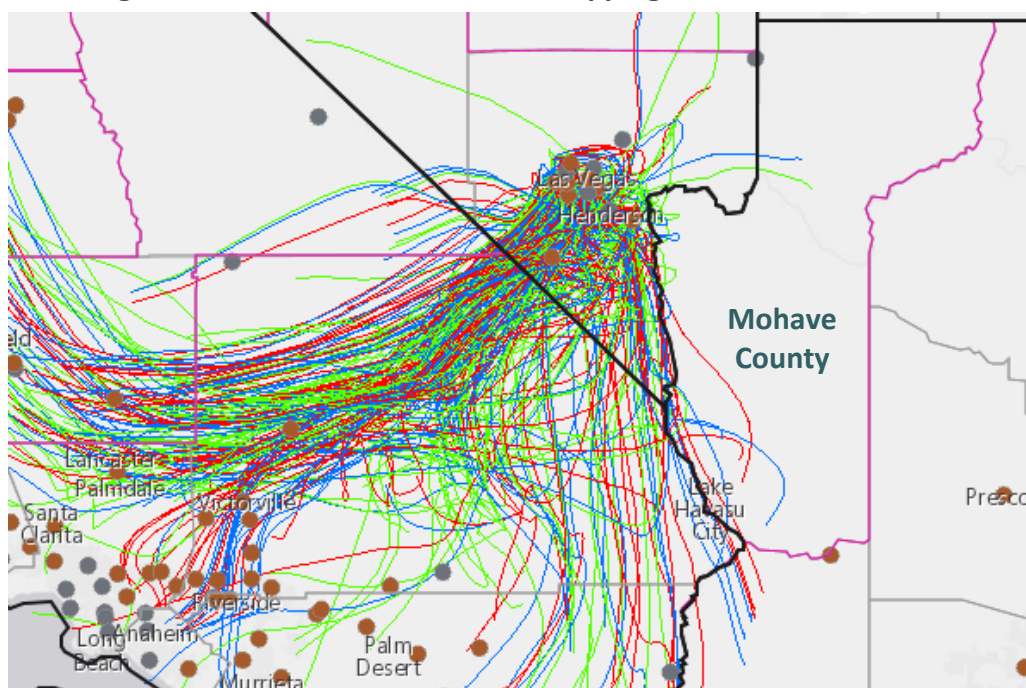 Las Vegas
Henderson
Mohave
County
eld
Lancaster
Palmdale
Santa
Clarita
Victorville
Lake
Havasu
City
Presco
Riverside
Anaheim
Long
Beach
Palm
Desert
Murrieta